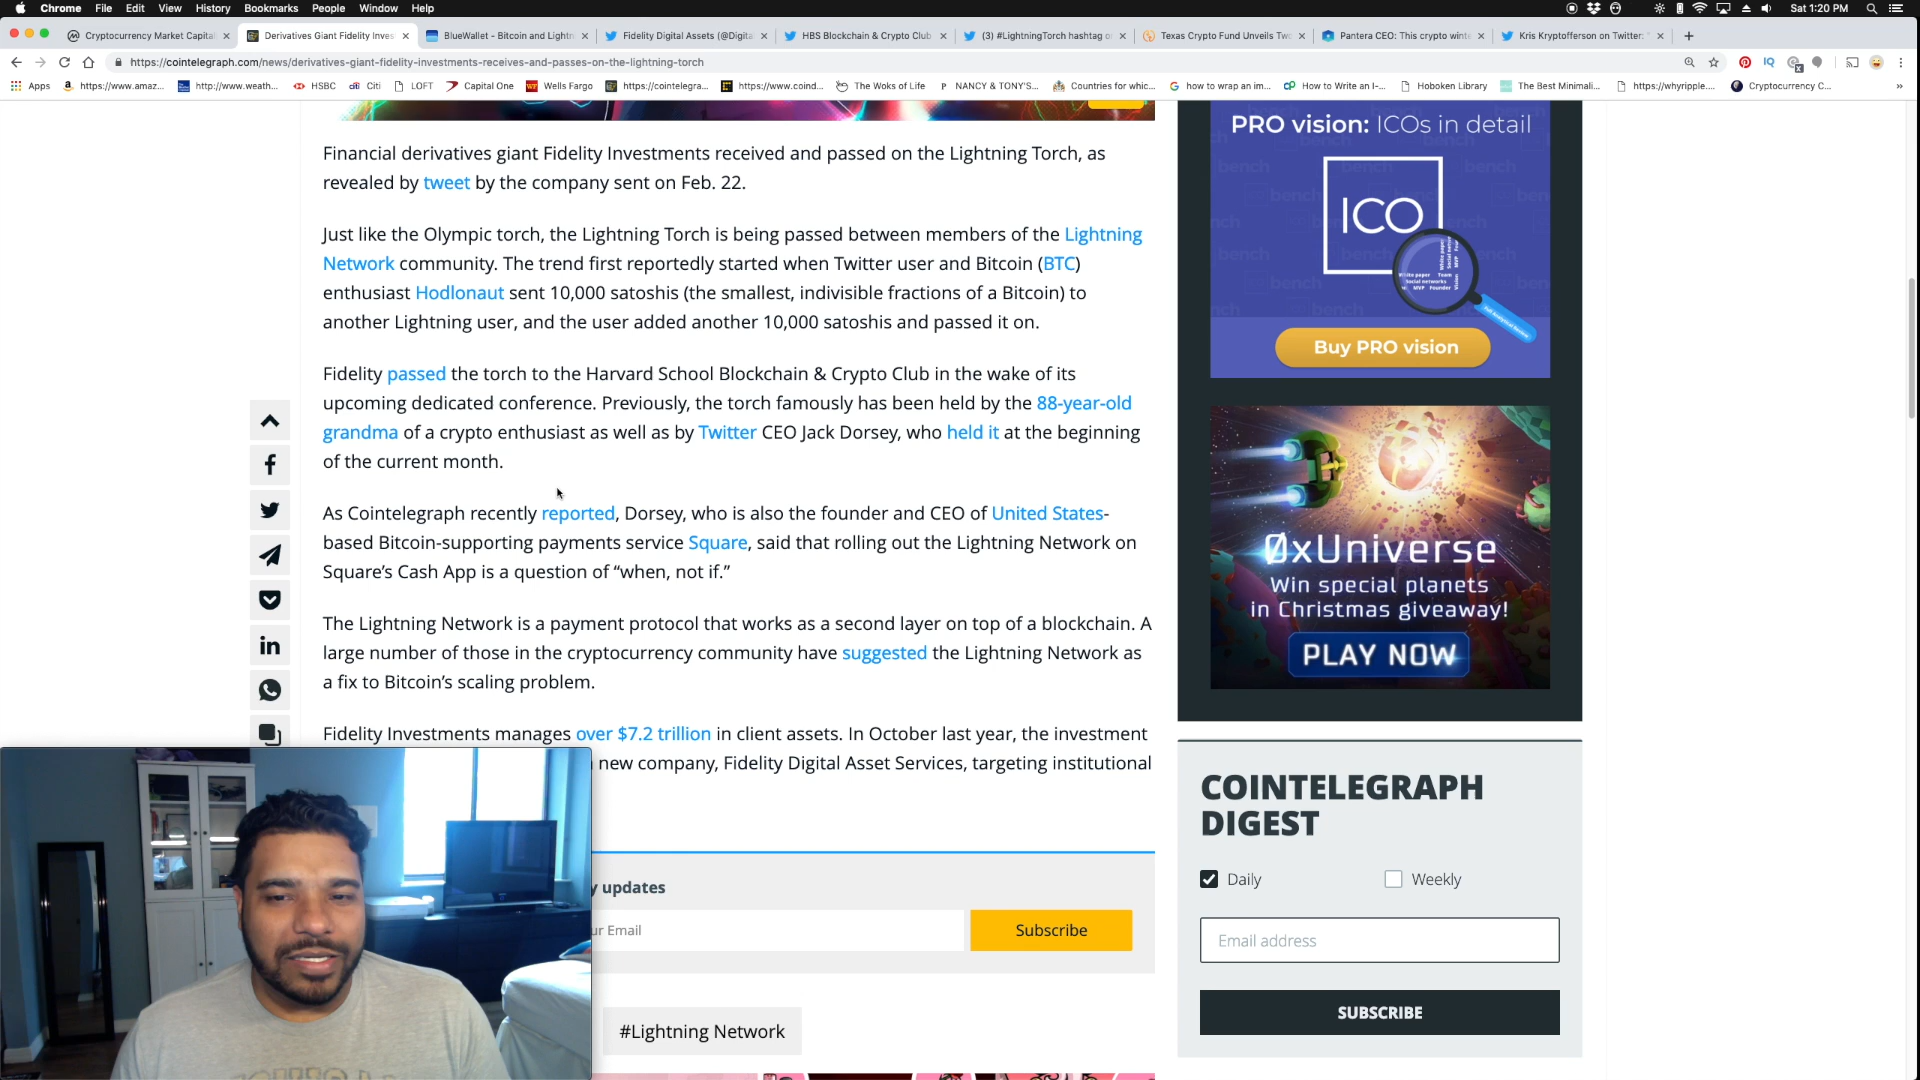 Chrome File Edit View History Bookmarks People Window Help
Sat 1:20 PM
Cryptocurrency Market Capital
Derivatives Giant Fidelity Inves
BlueWallet - Bitcoin and Lightn
Fidelity Digital Assets (@Digita
HBS Blockchain & Crypto Club
(3) #LightningTorch hashtag o
Texas Crypto Fund Unveils Two
Pantera CEO: This crypto winte
Kris Kryptofferson on Twitter:
https://cointelegraph.com/news/derivatives-giant-fidelity-investments-receives-and-passes-on-the-lightning-torch
Apps
https://www.amaz...
http://www.weath...
HSBC
Citi
LOFT
Capital One
Wells Fargo
https://cointelegra...
https://www.coind...
The Woks of Life
NANCY & TONY'S...
Countries for whic...
how to wrap an im...
How to Write an I-...
Hoboken Library
The Best Minimali...
https://whyripple....
Cryptocurrency C...
Financial derivatives giant Fidelity Investments received and passed on the Lightning Torch, as
revealed by tweet by the company sent on Feb. 22.
Just like the Olympic torch, the Lightning Torch is being passed between members of the Lightning
Network community. The trend first reportedly started when Twitter user and Bitcoin (BTC)
enthusiast Hodlonaut sent 10,000 satoshis (the smallest, indivisible fractions of a Bitcoin) to
another Lightning user, and the user added another 10,000 satoshis and passed it on.
Fidelity passed the torch to the Harvard School Blockchain & Crypto Club in the wake of its
upcoming dedicated conference. Previously, the torch famously has been held by the 88-year-old
grandma of a crypto enthusiast as well as by Twitter CEO Jack Dorsey, who held it at the beginning
of the current month.
As Cointelegraph recently reported, Dorsey, who is also the founder and CEO of United States-
based Bitcoin-supporting payments service Square, said that rolling out the Lightning Network on
Square's Cash App is a question of “when, not if.”
The Lightning Network is a payment protocol that works as a second layer on top of a blockchain. A
large number of those in the cryptocurrency community have suggested the Lightning Network as
a fix to Bitcoin's scaling problem.
Fidelity Investments manages over $7.2 trillion in client assets. In October last year, the investment
new company, Fidelity Digital Asset Services, targeting institutional
y updates
ur Email
Subscribe
#Lightning Network
PRO vision: ICOs in detail
ICO
Buy PRO vision
0xUniverse
Win special planets
in Christmas giveaway!
PLAY NOW
COINTELEGRAPH
DIGEST
Daily
Weekly
Email address
SUBSCRIBE